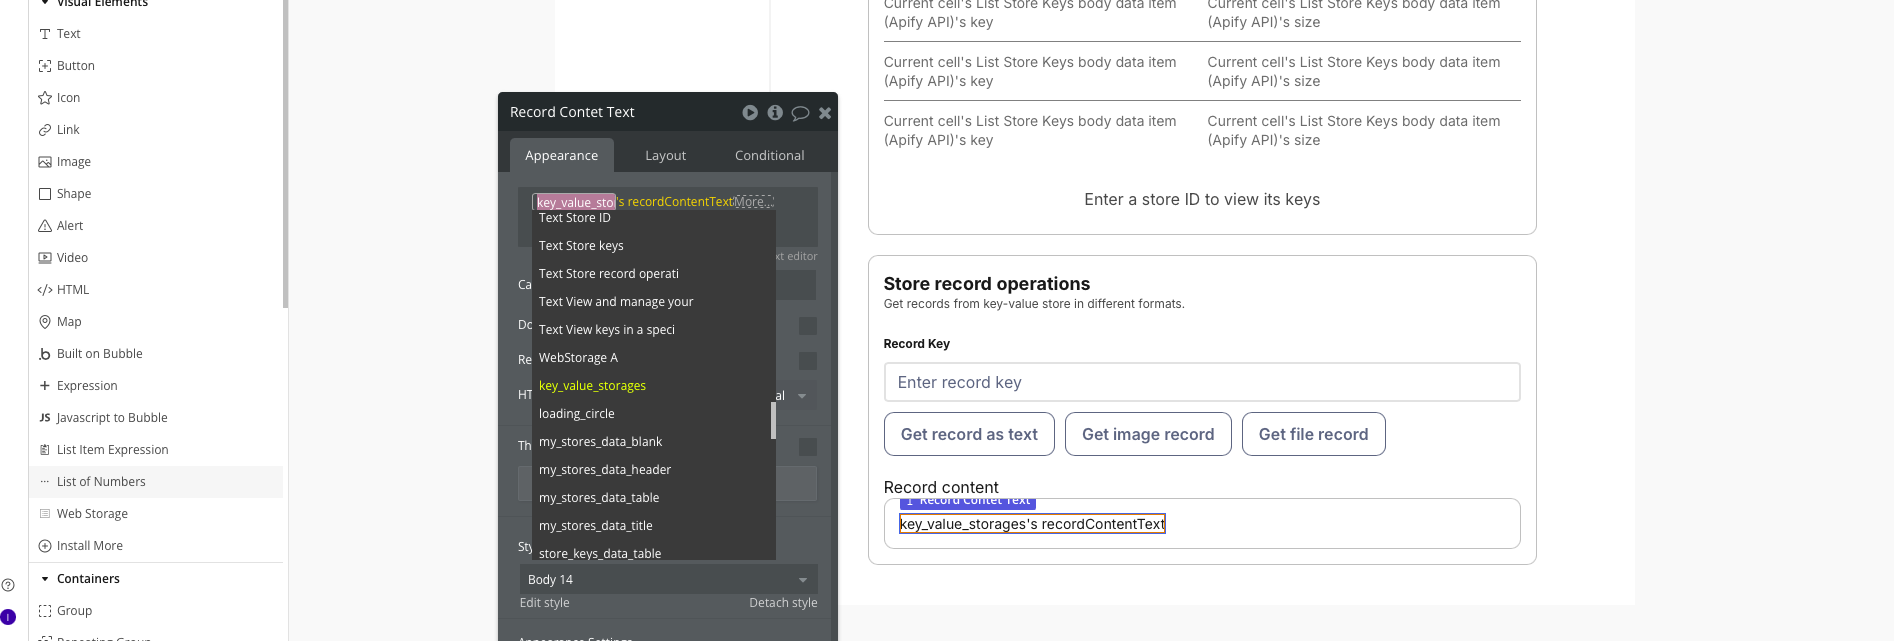 Visual Elements
Text
Button
Icon
Link
Image
Shape
Alert
Video
HTML
Map
Built on Bubble
Expression
JS Javascript to Bubble
List Item Expression
List of Numbers
Web Storage
Install More
Containers
Group
Repeating Group
Record Contet Text
Appearance
Layout
Conditional
key_value_sto's recordContentText More...
Text Store ID
Text Store keys
Text Store record operati
Text View and manage your
Text View keys in a speci
WebStorage A
key_value_storages
loading_circle
my_stores_data_blank
my_stores_data_header
my_stores_data_table
my_stores_data_title
store_keys_data_table
xt editor
Ca
Do
Re
HT
al
Th
Sty
Body 14
Edit style
Detach style
Appearance Settings
Current cell's List Store Keys body data item
(Apify API)'s key
Current cell's List Store Keys body data item
(Apify API)'s size
Current cell's List Store Keys body data item
(Apify API)'s key
Current cell's List Store Keys body data item
(Apify API)'s size
Current cell's List Store Keys body data item
(Apify API)'s key
Current cell's List Store Keys body data item
(Apify API)'s size
Enter a store ID to view its keys
Store record operations
Get records from key-value store in different formats.
Record Key
Enter record key
Get record as text
Get image record
Get file record
Record content
Record Contet Text
key_value_storages's recordContentText